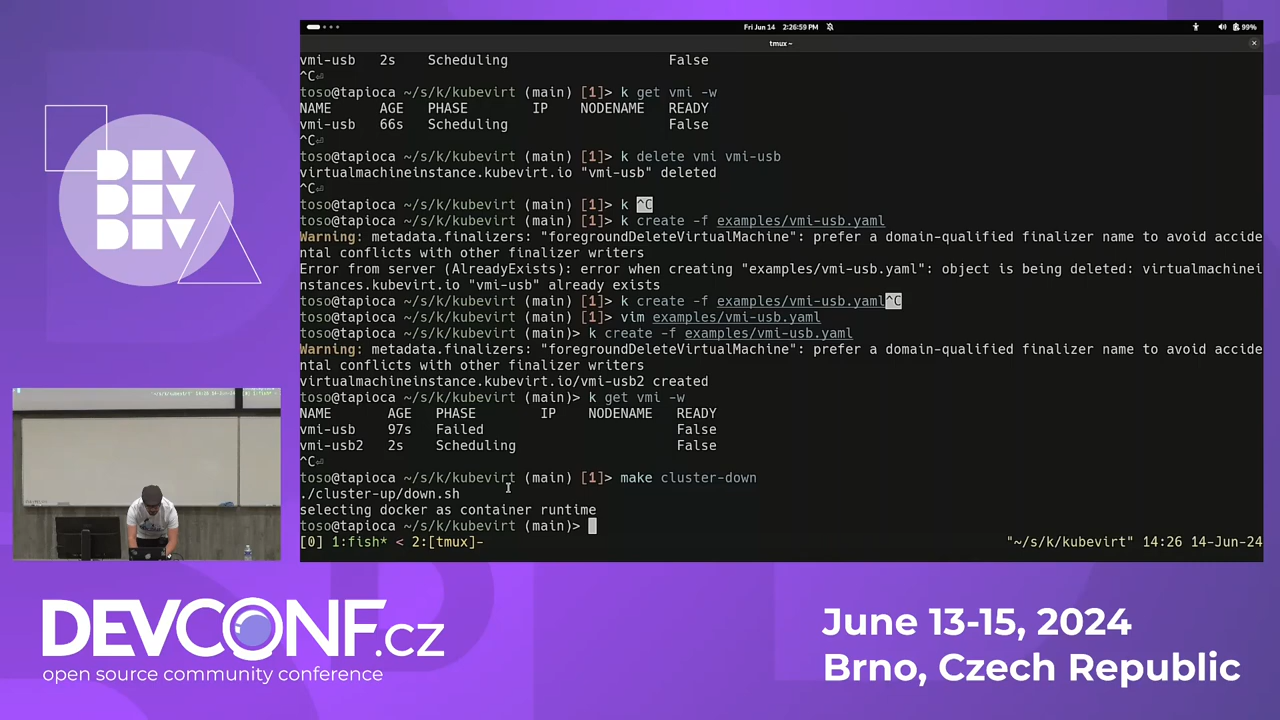 Fri Jun 14 2:26:59 PM
99%
tmux ~
vmi-usb 2s Scheduling False
^C⏎
toso@tapioca ~/s/k/kubevirt (main) [1]> k get vmi -w
NAME AGE PHASE IP NODENAME READY
vmi-usb 66s Scheduling False
^C⏎
toso@tapioca ~/s/k/kubevirt (main) [1]> k delete vmi vmi-usb
virtualmachineinstance.kubevirt.io "vmi-usb" deleted
^C⏎
toso@tapioca ~/s/k/kubevirt (main) [1]> k ^C
toso@tapioca ~/s/k/kubevirt (main) [1]> k create -f examples/vmi-usb.yaml
Warning: metadata.finalizers: "foregroundDeleteVirtualMachine": prefer a domain-qualified finalizer name to avoid accide
ntal conflicts with other finalizer writers
Error from server (AlreadyExists): error when creating "examples/vmi-usb.yaml": object is being deleted: virtualmachinei
nstances.kubevirt.io "vmi-usb" already exists
toso@tapioca ~/s/k/kubevirt (main) [1]> k create -f examples/vmi-usb.yaml^C
toso@tapioca ~/s/k/kubevirt (main) [1]> vim examples/vmi-usb.yaml
toso@tapioca ~/s/k/kubevirt (main)> k create -f examples/vmi-usb.yaml
Warning: metadata.finalizers: "foregroundDeleteVirtualMachine": prefer a domain-qualified finalizer name to avoid accide
ntal conflicts with other finalizer writers
virtualmachineinstance.kubevirt.io/vmi-usb2 created
toso@tapioca ~/s/k/kubevirt (main)> k get vmi -w
NAME AGE PHASE IP NODENAME READY
vmi-usb 97s Failed False
vmi-usb2 2s Scheduling False
^C⏎
toso@tapioca ~/s/k/kubevirt (main) [1]> make cluster-down
./cluster-up/down.sh
selecting docker as container runtime
toso@tapioca ~/s/k/kubevirt (main)>
[0] 1:fish* < 2:[tmux]- "~/s/k/kubevirt" 14:26 14-Jun-24
DEV
DEV
DEV
DEVCONF.cz
open source community conference
June 13-15, 2024
Brno, Czech Republic